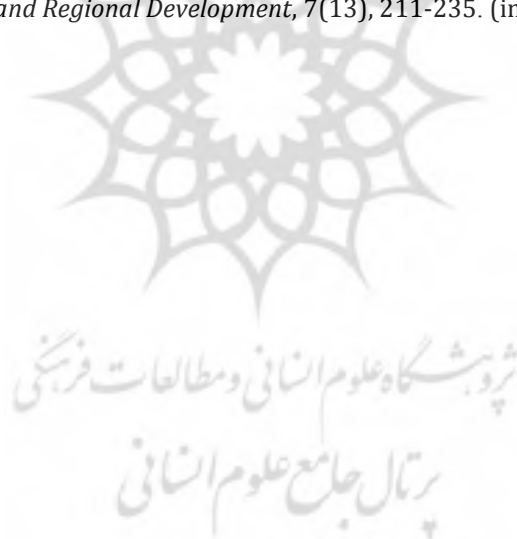 and Regional Development, 7(13), 211-235. (in
پژوهشگاه علوم انسانی و مطالعات فرهنگی
پرتال جامع علوم انسانی